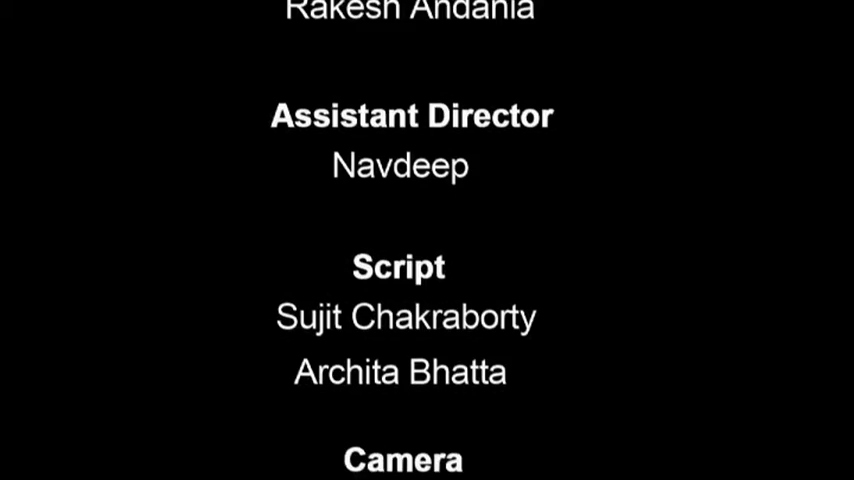 Rakesh Andania
Assistant Director
Navdeep
Script
Sujit Chakraborty
Archita Bhatta
Camera